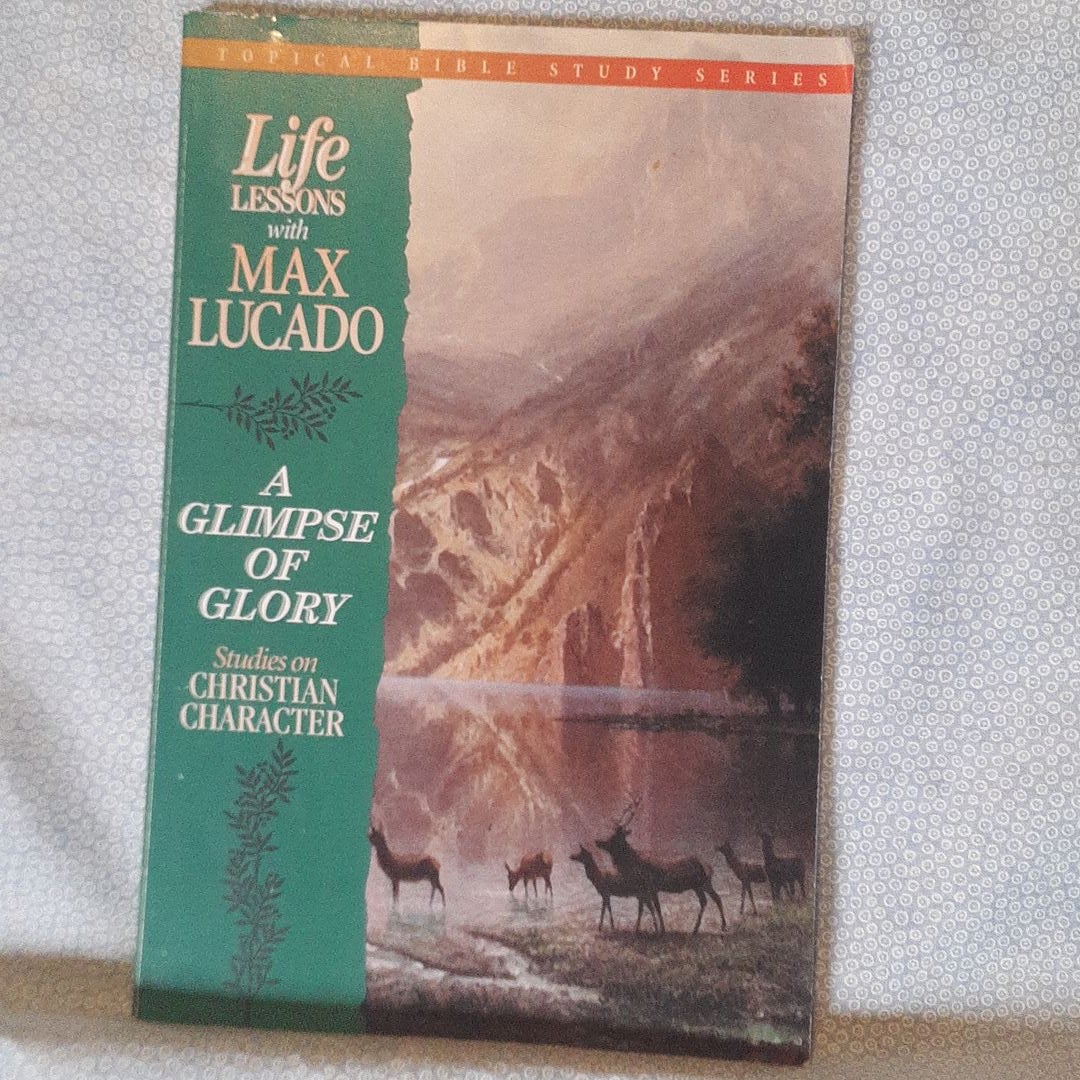 TOPICAL BIBLE STUDY SERIES
Life
LESSONS
with
MAX
LUCADO
A
GLIMPSE
OF
GLORY
Studies on
CHRISTIAN
CHARACTER